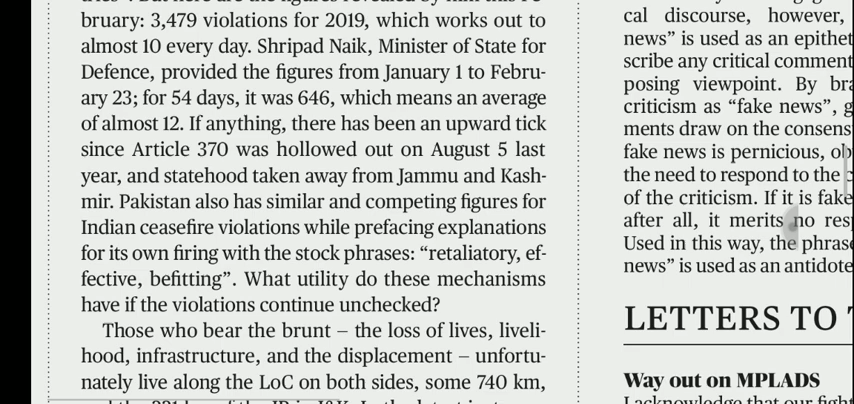 bruary: 3,479 violations for 2019, which works out to
almost 10 every day. Shripad Naik, Minister of State for
Defence, provided the figures from January 1 to Febru-
ary 23; for 54 days, it was 646, which means an average
of almost 12. If anything, there has been an upward tick
since Article 370 was hollowed out on August 5 last
year, and statehood taken away from Jammu and Kash-
mir. Pakistan also has similar and competing figures for
Indian ceasefire violations while prefacing explanations
for its own firing with the stock phrases: “retaliatory, ef-
fective, befitting”. What utility do these mechanisms
have if the violations continue unchecked?
Those who bear the brunt – the loss of lives, liveli-
hood, infrastructure, and the displacement – unfortu-
nately live along the LoC on both sides, some 740 km,
cal discourse, however,
news” is used as an epithet
scribe any critical comment
posing viewpoint. By bra
criticism as “fake news”, g
ments draw on the consens
fake news is pernicious, ob
the need to respond to the
of the criticism. If it is fake
after all, it merits no res
Used in this way, the phrase
news” is used as an antidote
LETTERS TO
Way out on MPLADS